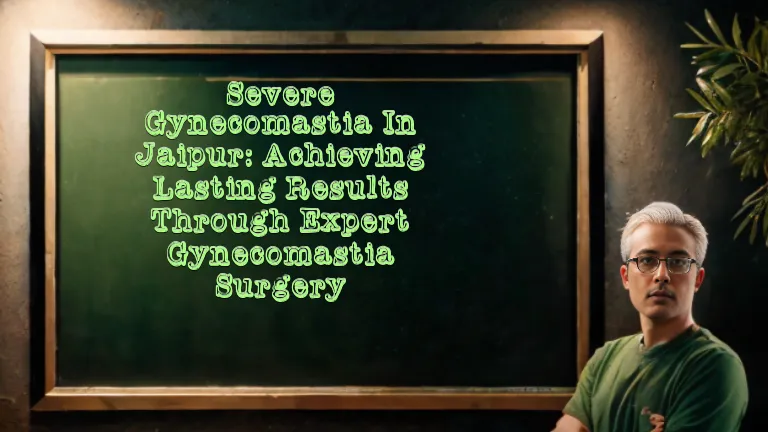 Severe
Gynecomastia In
Jaipur: Achieving
Lasting Results
Through Expert
Gynecomastia
Surgery